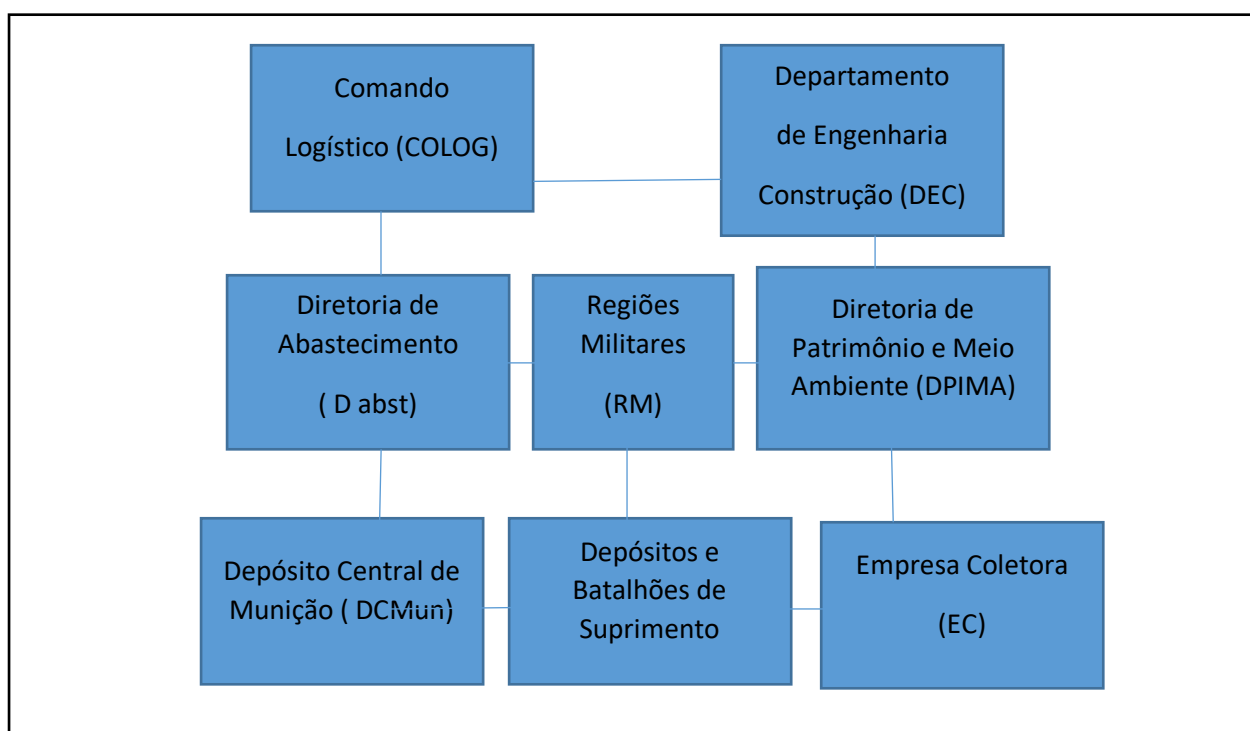 Comando
Logístico (COLOG)
Departamento
de Engenharia
Construção (DEC)
Diretoria de
Abastecimento
( D abst)
Regiões
Militares
(RM)
Diretoria de
Patrimônio e Meio
Ambiente (DPIMA)
Depósito Central de
Munição ( DCMun)
Depósitos e
Batalhões de
Suprimento
Empresa Coletora
(EC)